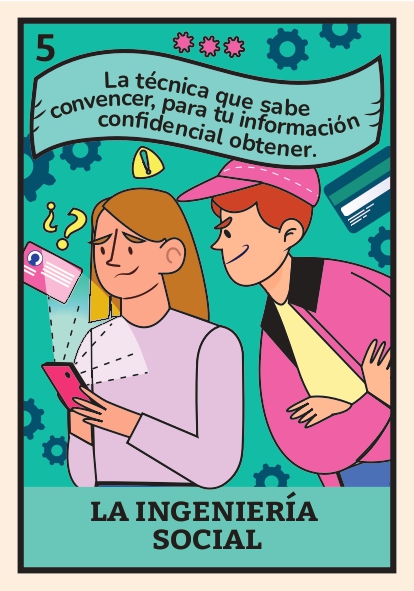 5
La técnica que sabe
convencer, para tu información
confidencial obtener.
¿?
LA INGENIERÍA
SOCIAL